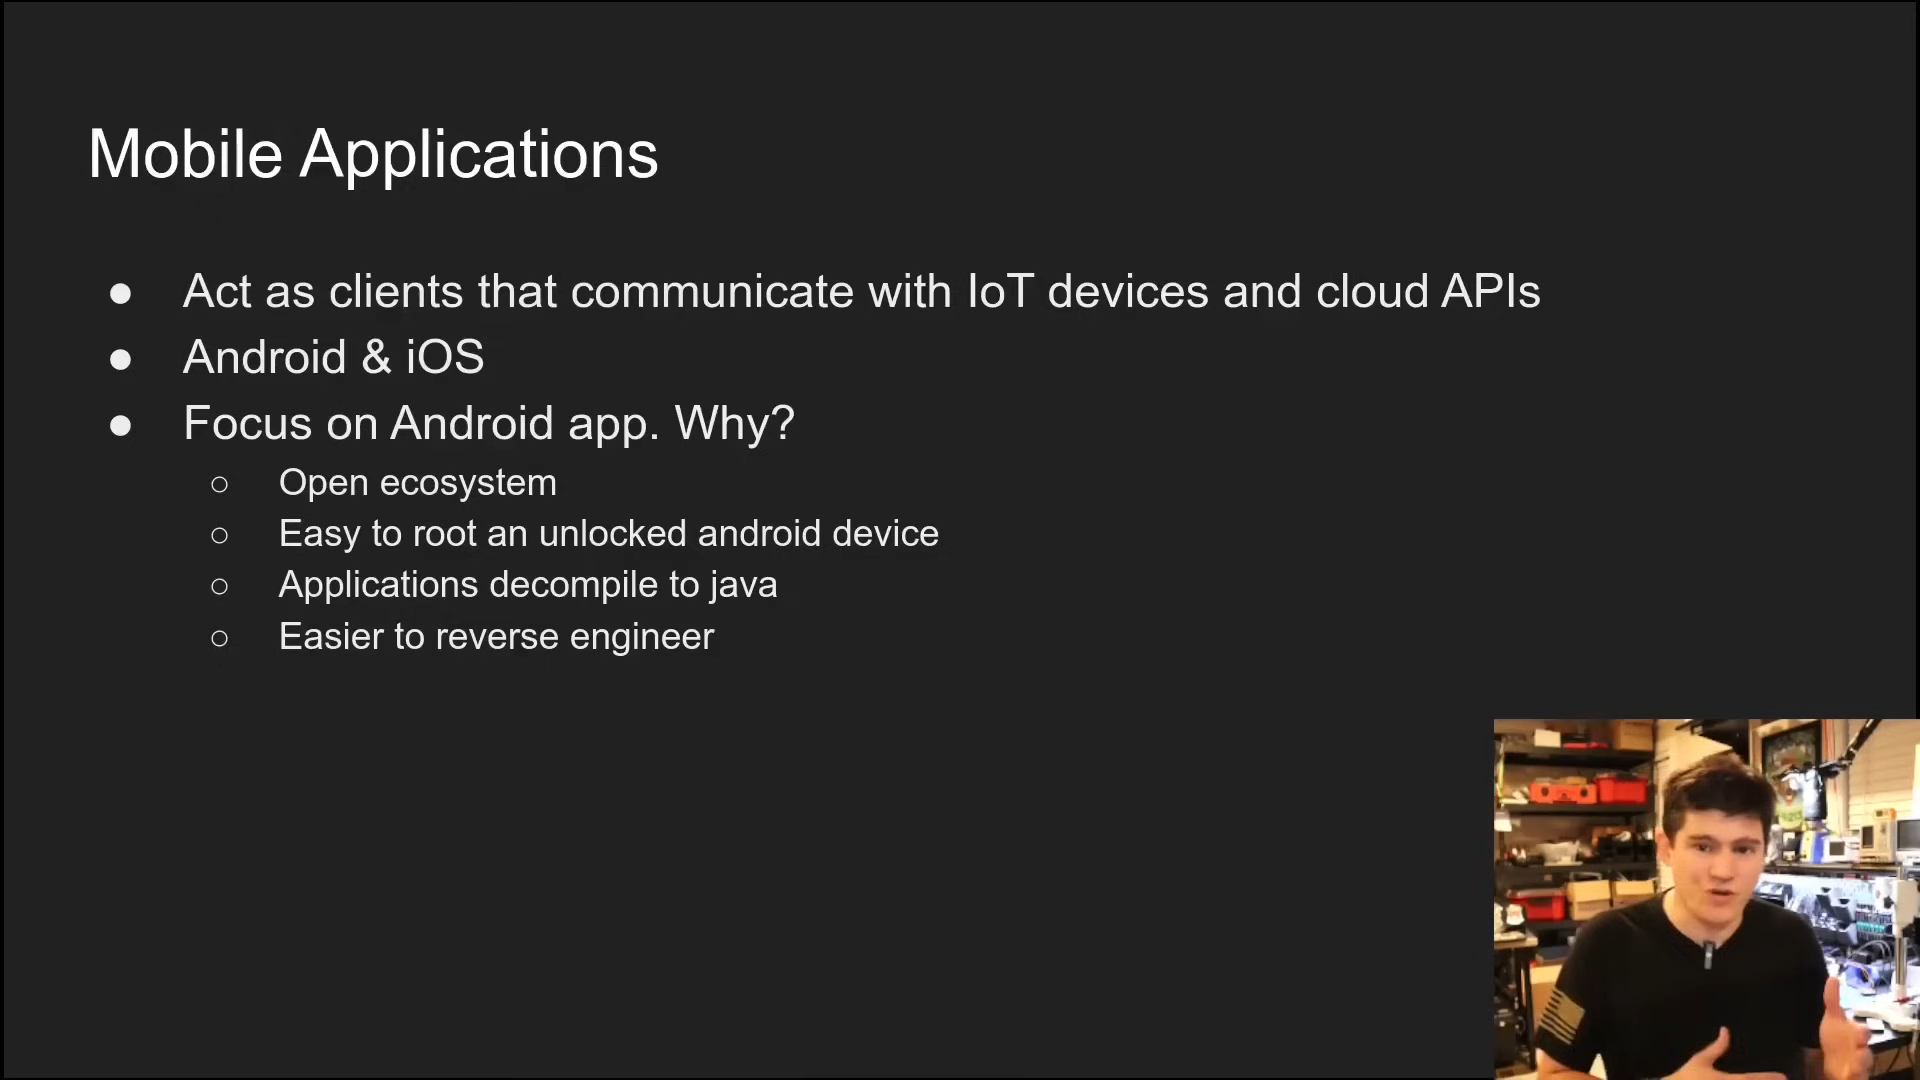 Mobile Applications
● Act as clients that communicate with IoT devices and cloud APIs
● Android & iOS
● Focus on Android app. Why?
○ Open ecosystem
○ Easy to root an unlocked android device
○ Applications decompile to java
○ Easier to reverse engineer